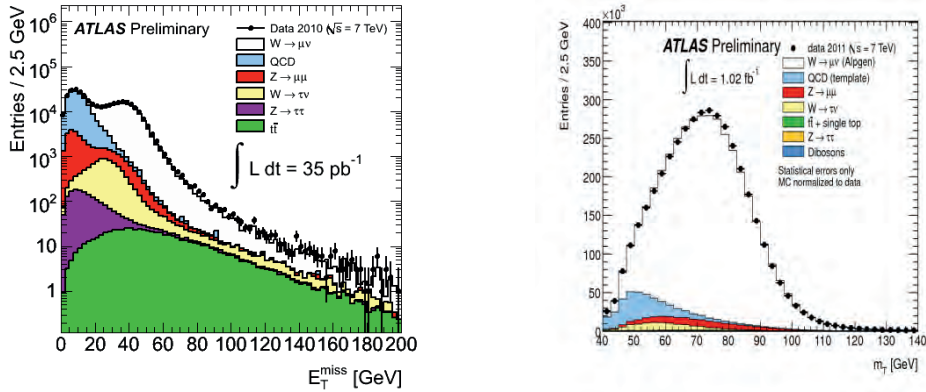 Entries / 2.5 GeV
10⁶
10⁵
10⁴
10³
10²
10
1
ATLAS Preliminary
Data 2010 (√s = 7 TeV)
W → μν
QCD
Z → μμ
W → τν
Z → ττ
tt̄
∫ L dt = 35 pb⁻¹
0 20 40 60 80 100 120 140 160 180 200
E_T^miss [GeV]
×10³
Entries / 2.5 GeV
400
350
300
250
200
150
100
50
0
ATLAS Preliminary
∫ L dt = 1.02 fb⁻¹
data 2011 (√s = 7 TeV)
W → μν (Alpgen)
QCD (template)
Z → μμ
W → τν
tt̄ + single top
Z → ττ
Dibosons
Statistical errors only
MC normalized to data
40 50 60 70 80 90 100 110 120 130 140
m_T [GeV]